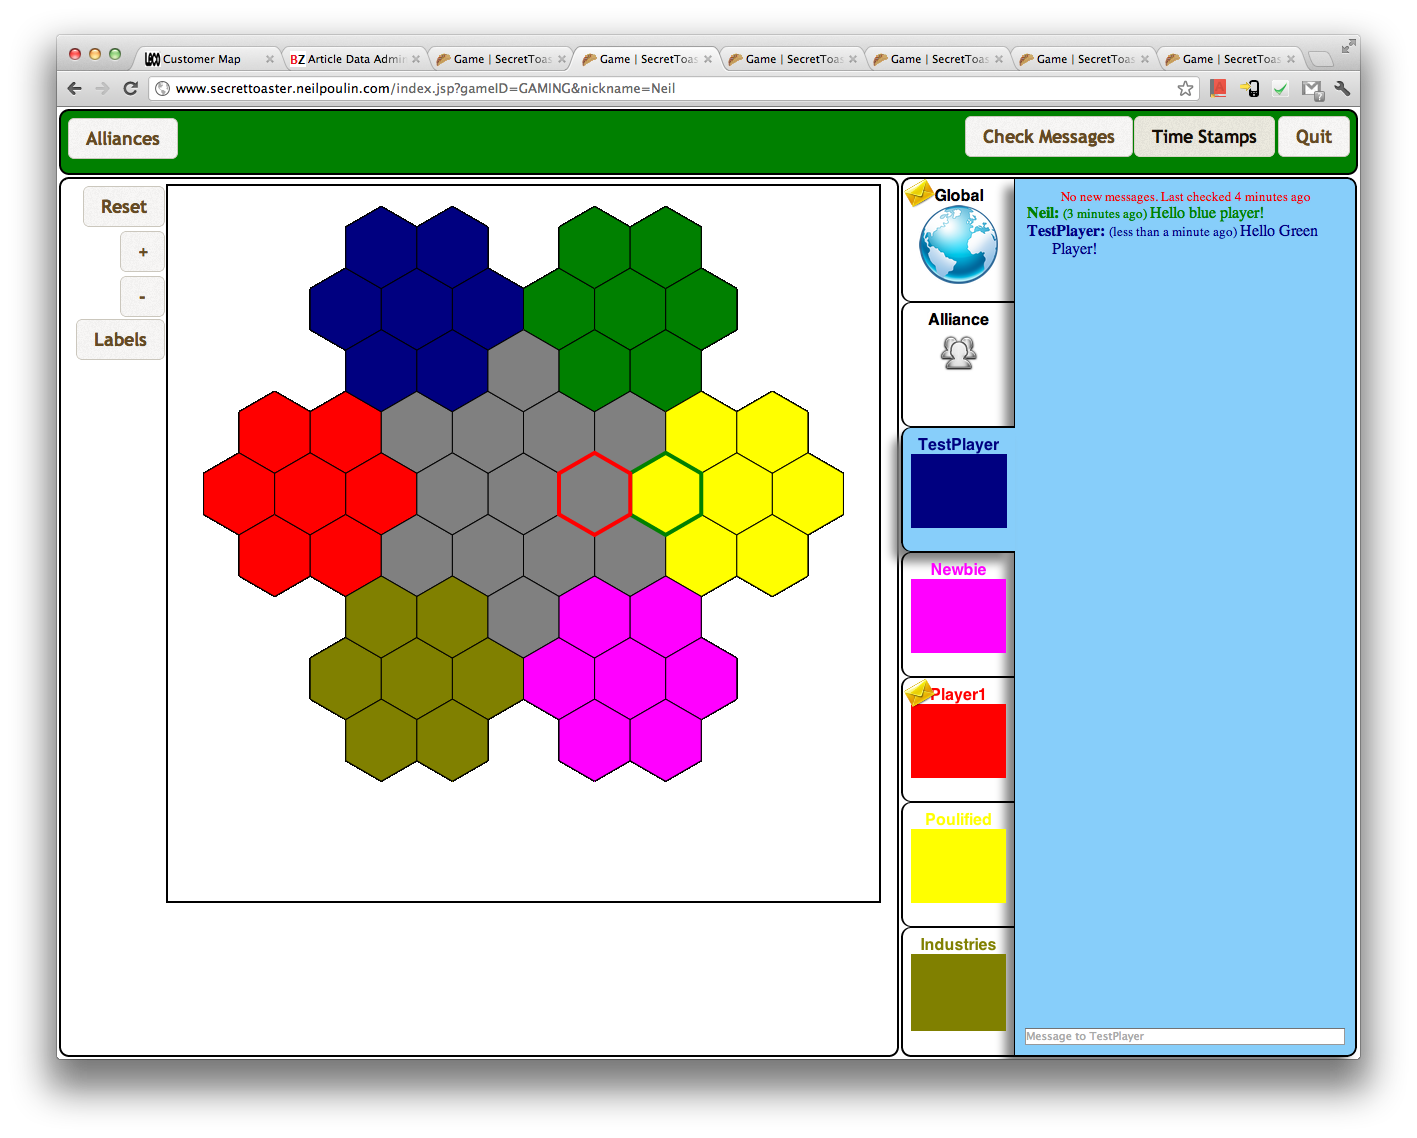 Customer Map
BZ Article Data Admin
Game | SecretToas
Game | SecretToas
Game | SecretToas
Game | SecretToas
Game | SecretToas
Game | SecretToas
www.secrettoaster.neilpoulin.com/index.jsp?gameID=GAMING&nickname=Neil
Alliances
Check Messages
Time Stamps
Quit
Reset
+
-
Labels
Global
Alliance
TestPlayer
Newbie
Player1
Poulified
Industries
No new messages. Last checked 4 minutes ago
Neil: (3 minutes ago) Hello blue player!
TestPlayer: (less than a minute ago) Hello Green
Player!
Message to TestPlayer